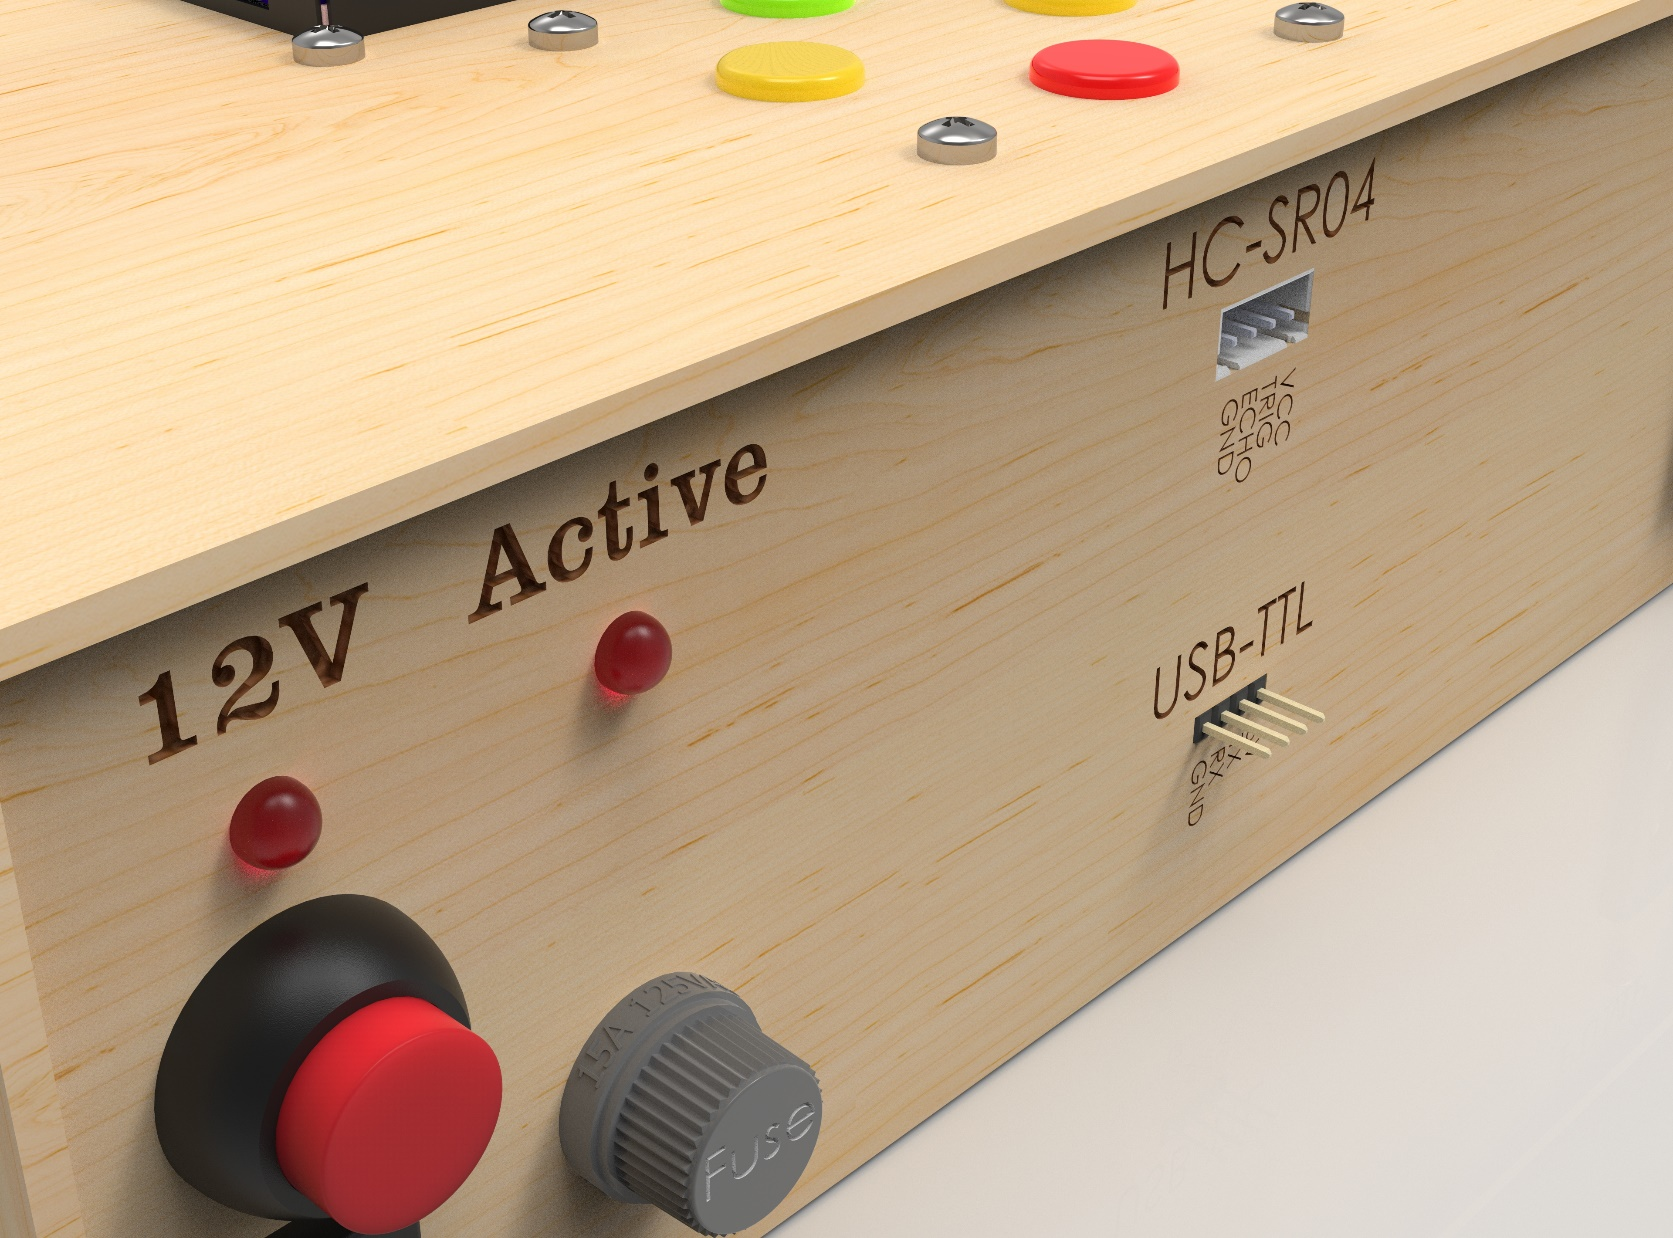 HC-SR04
VCC
TRIG
ECHO
GND
12V Active
USB-TTL
RX
GND
15A 125V
Fuse